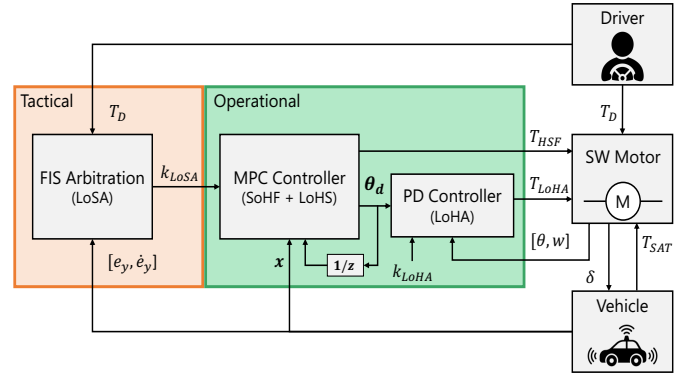 Driver
Tactical
Operational
T_D
T_D
T_HSF
FIS Arbitration
(LoSA)
k_LoSA
MPC Controller
(SoHF + LoHS)
θ_d
PD Controller
(LoHA)
T_LoHA
SW Motor
M
[e_y, ė_y]
x
1/z
k_LoHA
[θ, w]
T_SAT
δ
Vehicle